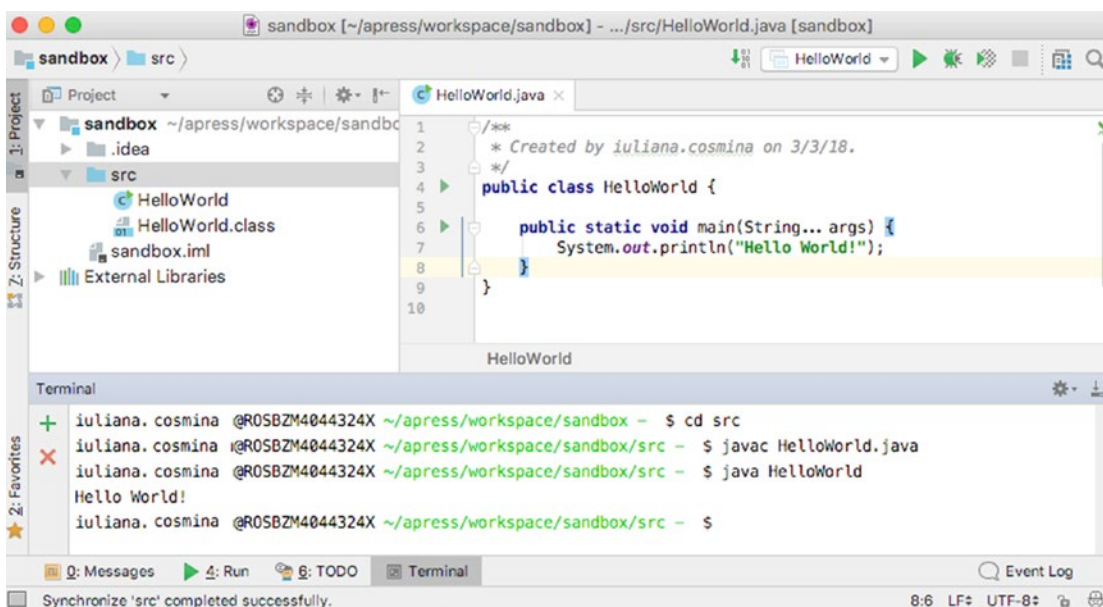 sandbox [~/apress/workspace/sandbox] - .../src/HelloWorld.java [sandbox]
sandbox src
HelloWorld
1: Project
Z: Structure
2: Favorites
Project
sandbox ~/apress/workspace/sandbo
.idea
src
HelloWorld
HelloWorld.class
sandbox.iml
External Libraries
HelloWorld.java
1 /**
2 * Created by iuliana.cosmina on 3/3/18.
3 */
4 public class HelloWorld {
5
6 public static void main(String... args) {
7 System.out.println("Hello World!");
8 }
9 }
10
HelloWorld
Terminal
iuliana.cosmina @ROSBZM4044324X ~/apress/workspace/sandbox - $ cd src
iuliana.cosmina @ROSBZM4044324X ~/apress/workspace/sandbox/src - $ javac HelloWorld.java
iuliana.cosmina @ROSBZM4044324X ~/apress/workspace/sandbox/src - $ java HelloWorld
Hello World!
iuliana.cosmina @ROSBZM4044324X ~/apress/workspace/sandbox/src - $
0: Messages 4: Run 6: TODO Terminal Event Log
Synchronize 'src' completed successfully. 8:6 LF UTF-8